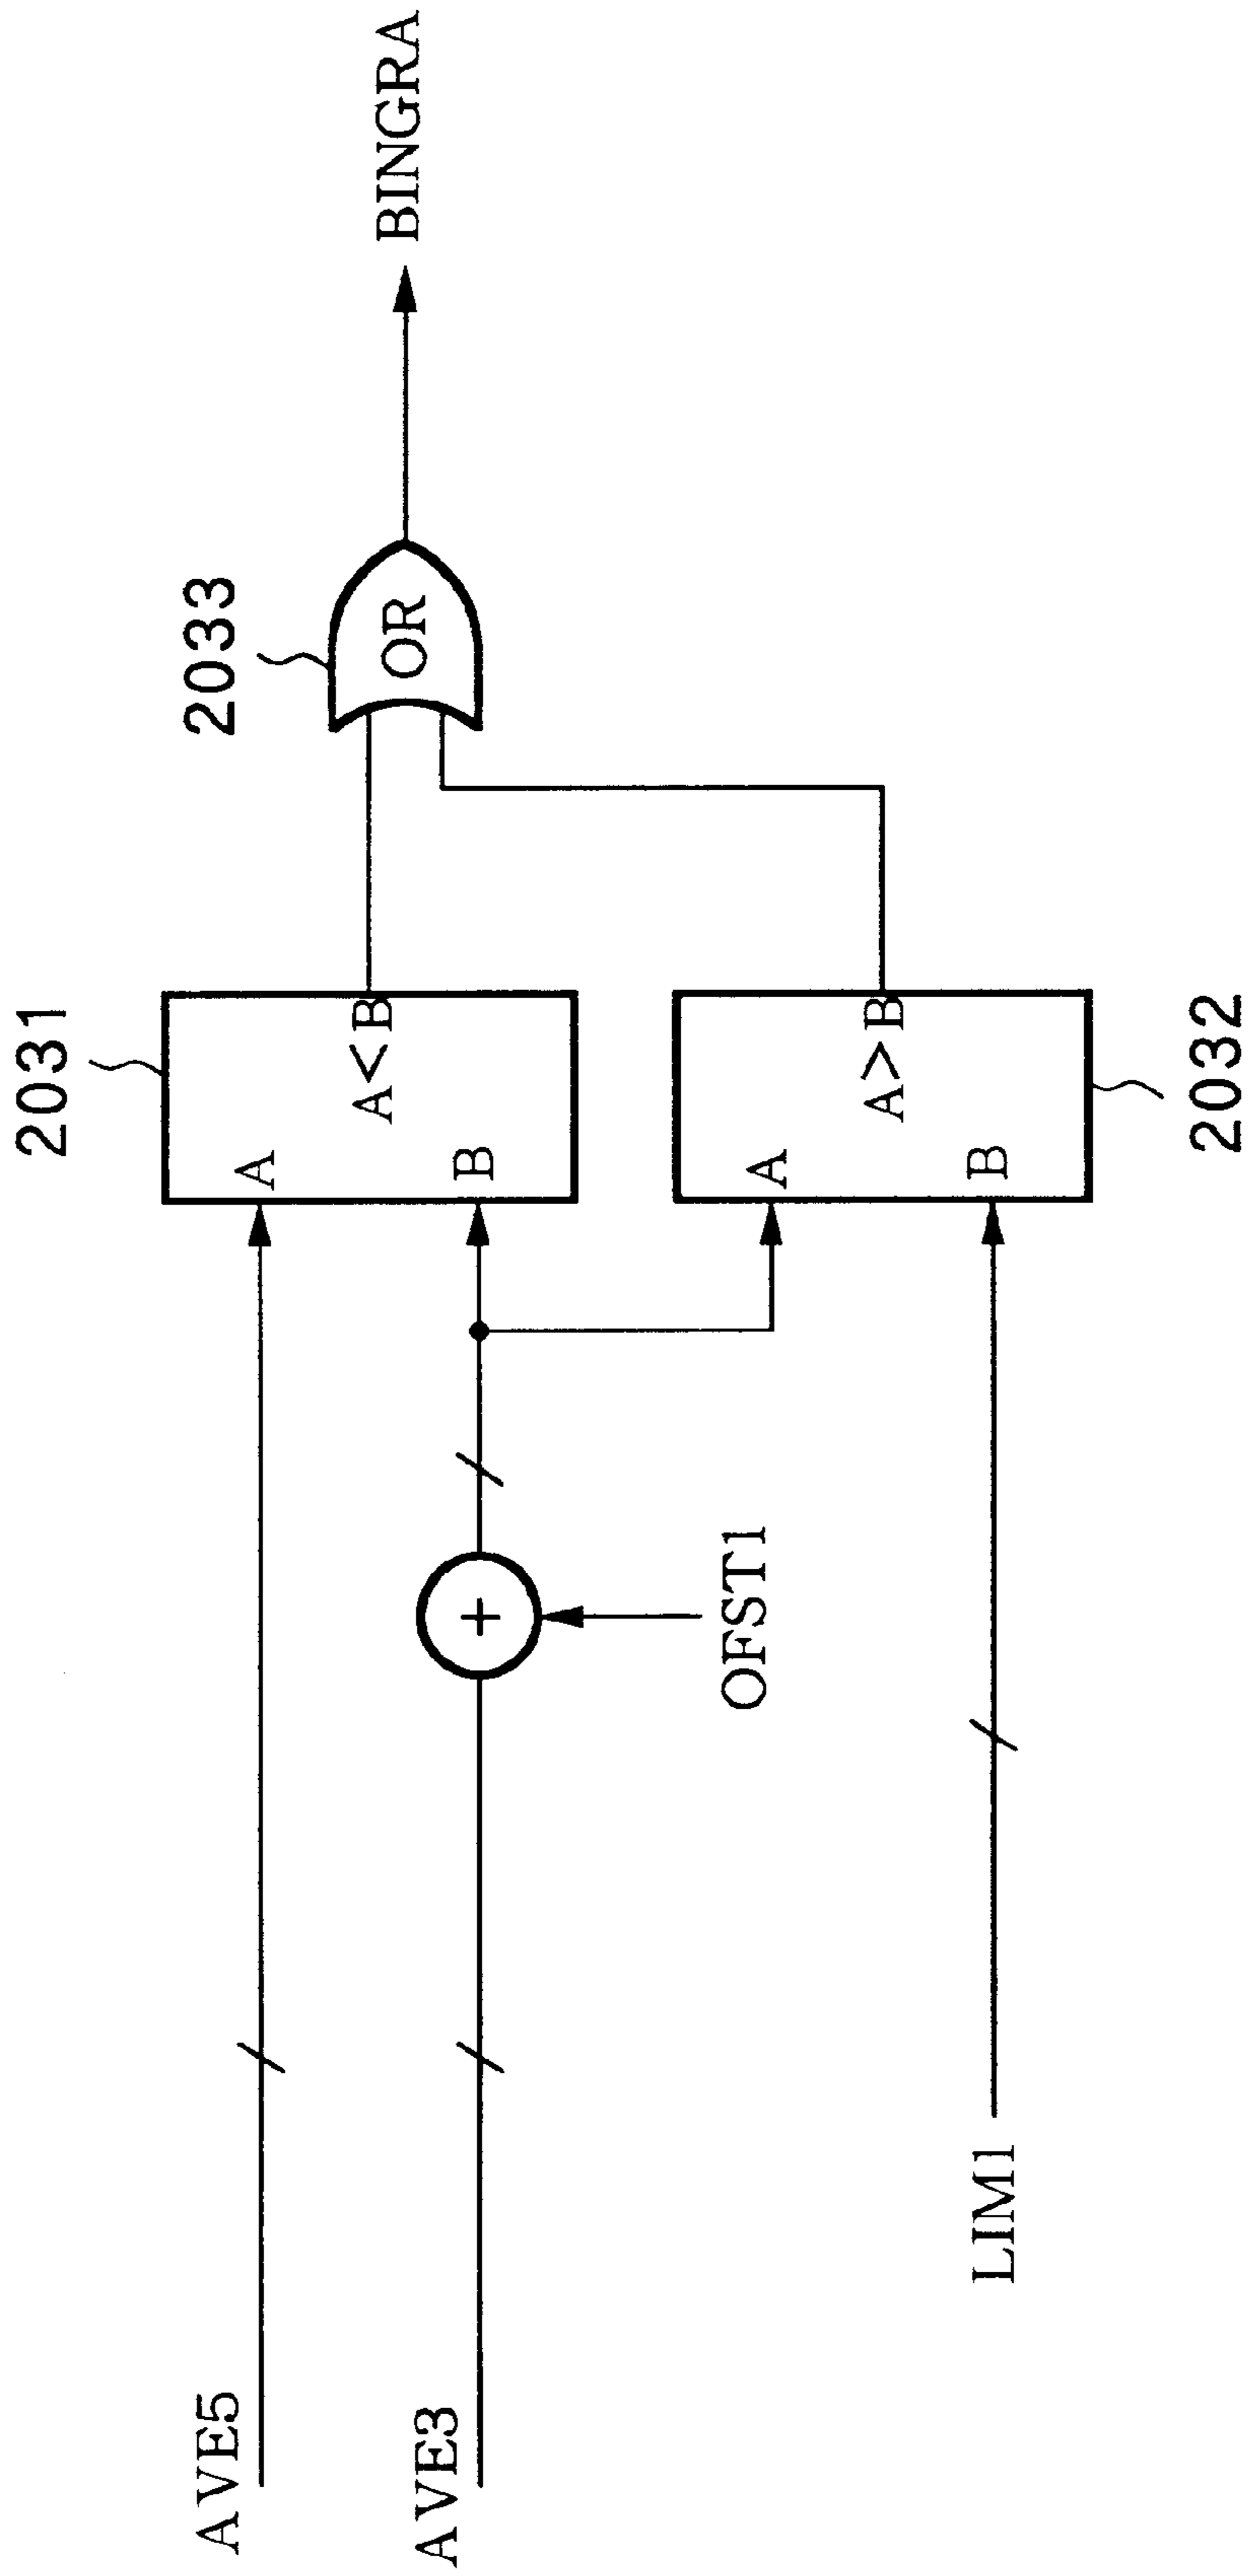 2031
2033
AVE5
A
A<B
OR
BINGRA
AVE3
B
+
OFST1
A
A>B
LIM1
B
2032